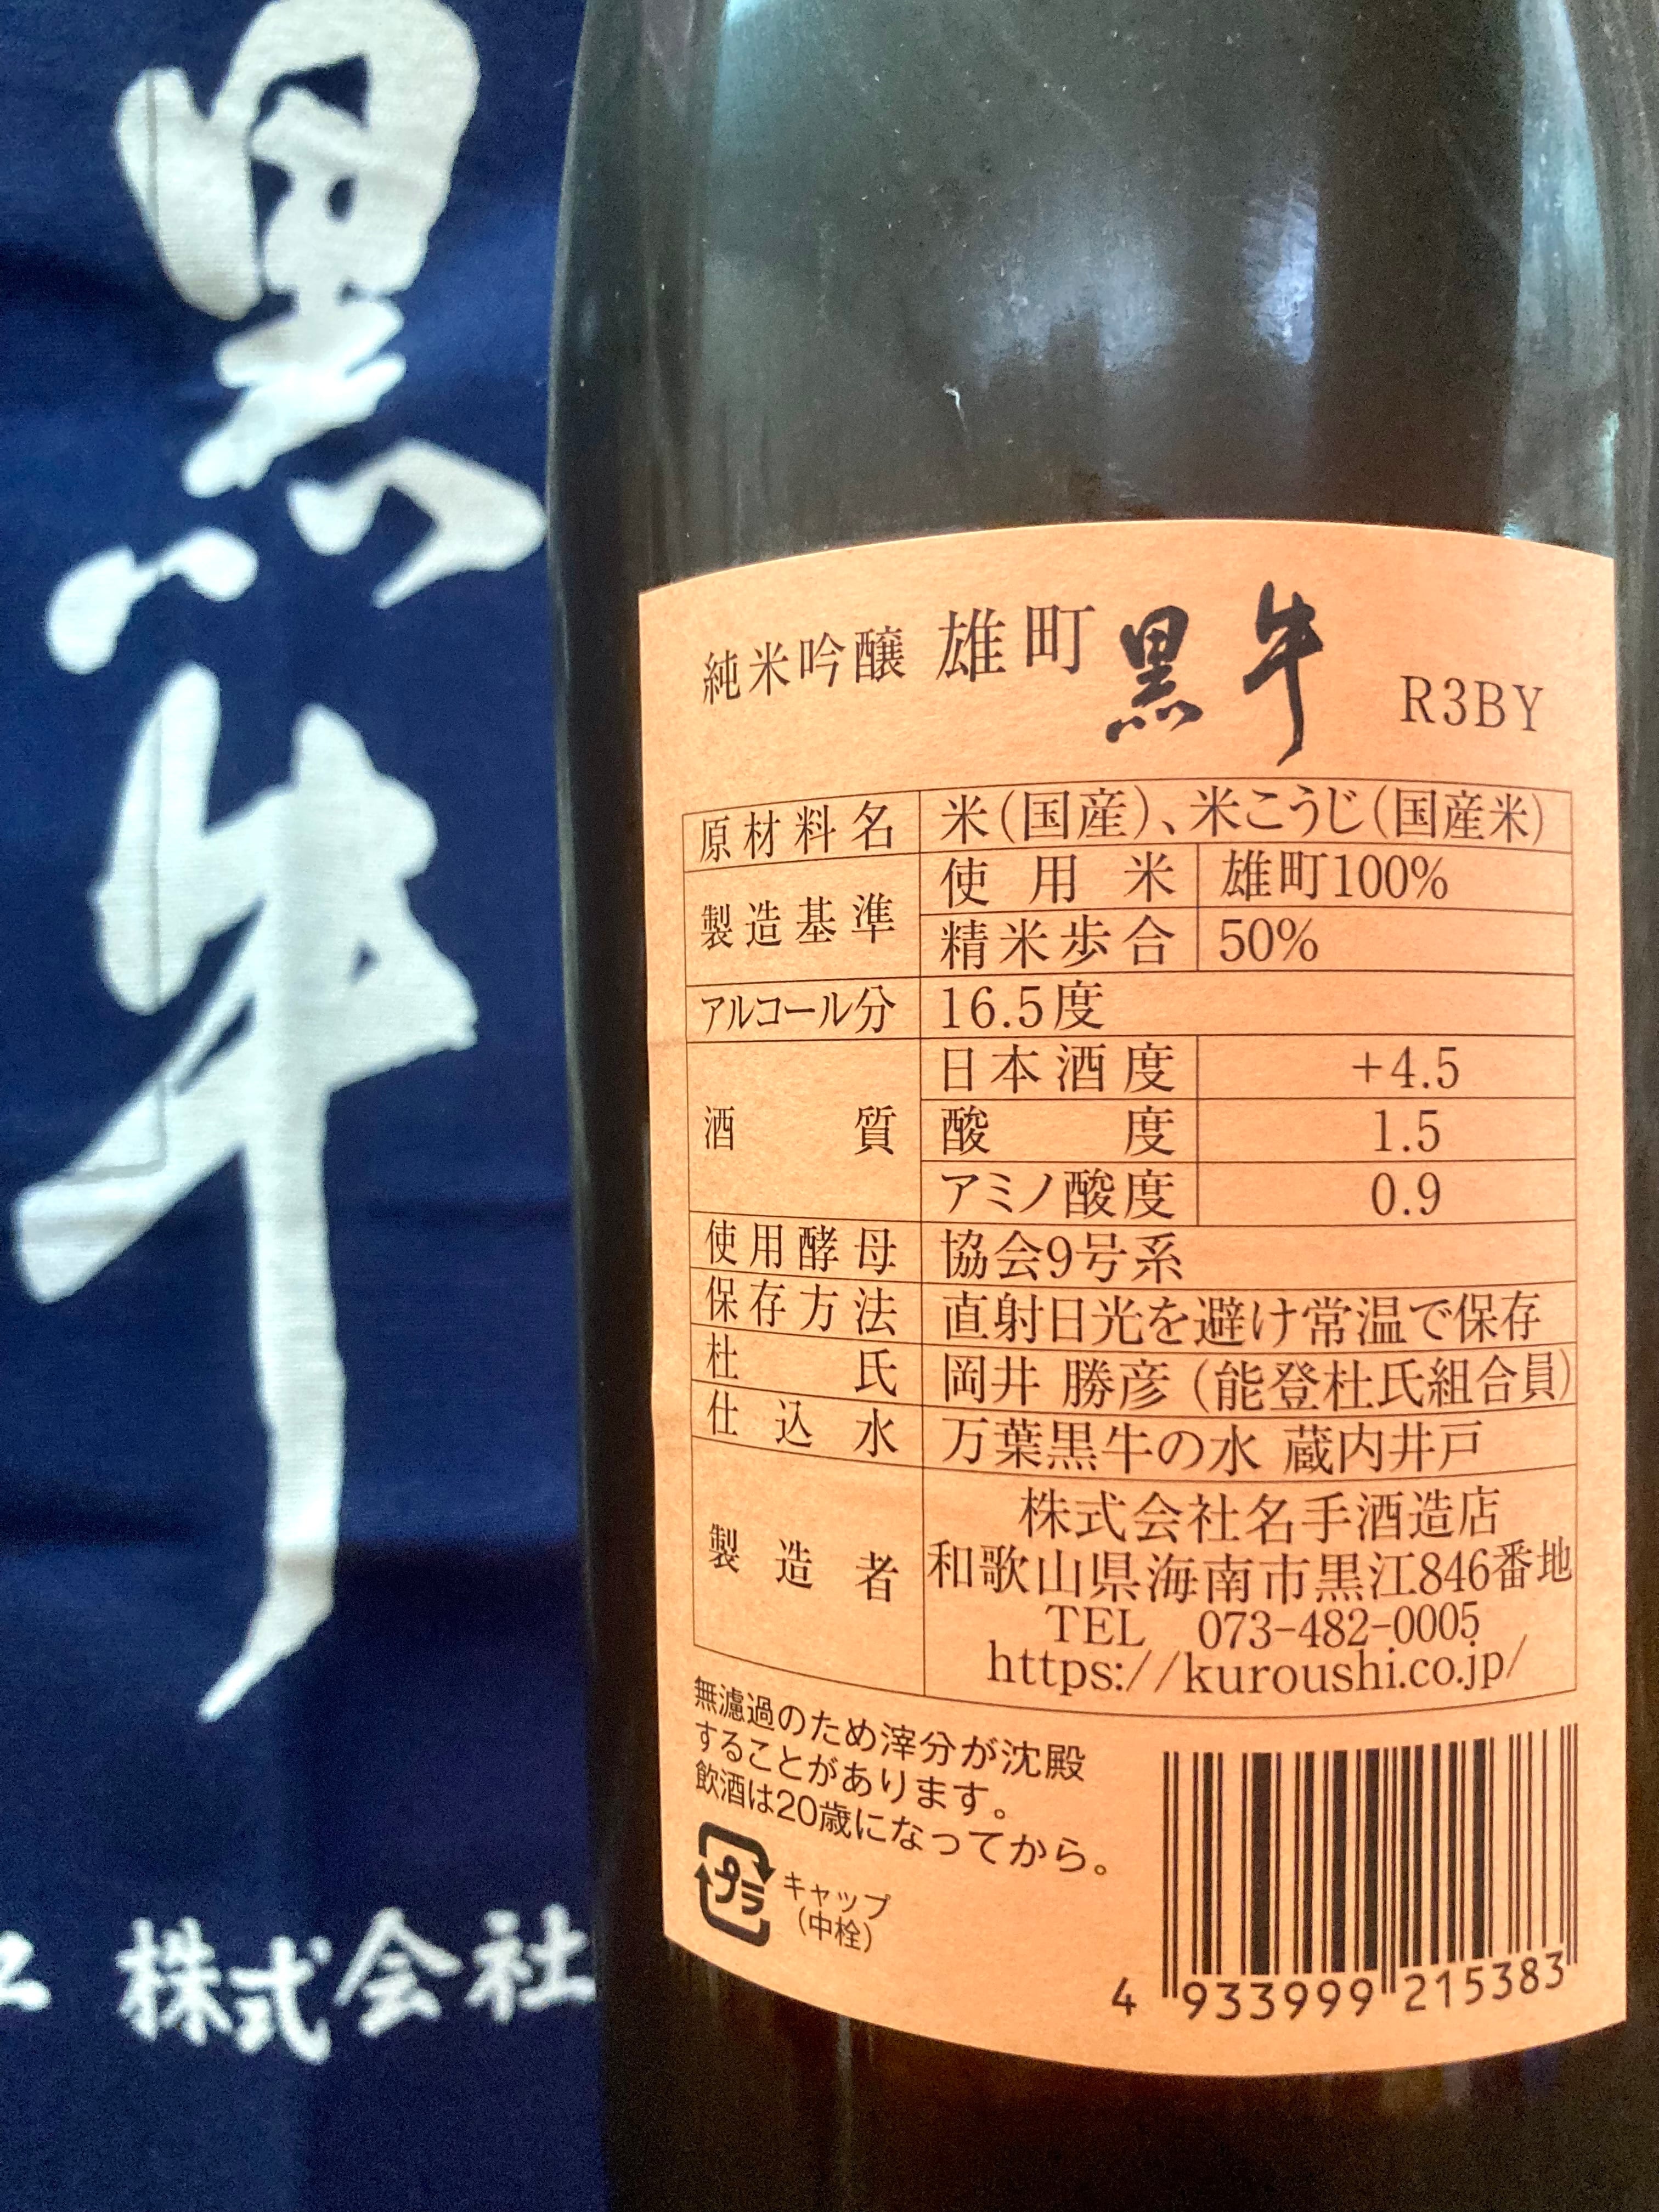 黒牛
株式会社
純米吟醸 雄町 黒牛 R3BY
原材料名 米(国産)、米こうじ(国産米)
製造基準 使用米 雄町100%
精米歩合 50%
アルコール分 16.5度
酒質 日本酒度 +4.5
酸度 1.5
アミノ酸度 0.9
使用酵母 協会9号系
保存方法 直射日光を避け常温で保存
杜氏 岡井 勝彦 (能登杜氏組合員)
仕込水 万葉黒牛の水 蔵内井戸
製造者 株式会社名手酒造店
和歌山県海南市黒江846番地
TEL 073-482-0005
https://kuroushi.co.jp/
無濾過のため滓分が沈殿
することがあります。
飲酒は20歳になってから。
プラ キャップ
(中栓)
4 933999 215383